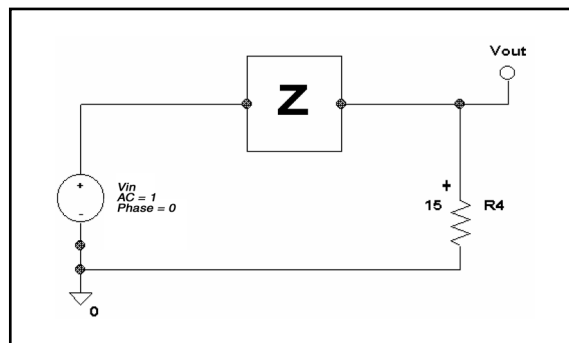 Vout
Z
+
Vin
AC = 1
Phase = 0
-
+
15 R4
0